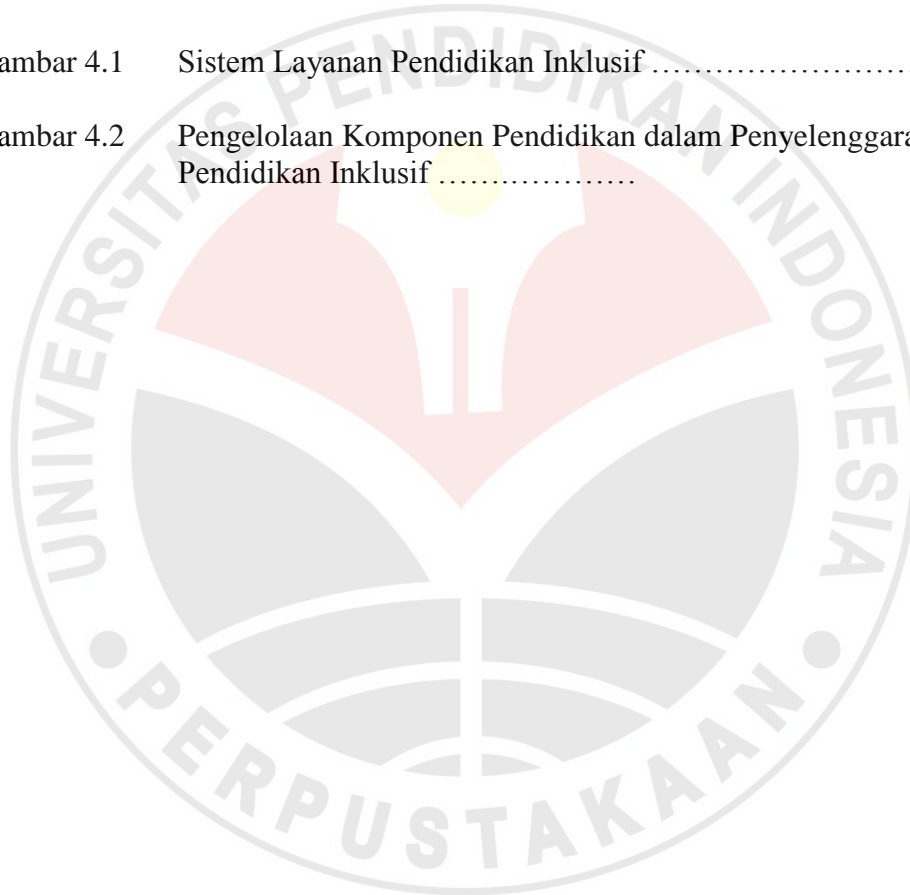 ambar 4.1 Sistem Layanan Pendidikan Inklusif ……………………
ambar 4.2 Pengelolaan Komponen Pendidikan dalam Penyelenggara
Pendidikan Inklusif …………………
UNIVERSITAS PENDIDIKAN INDONESIA
PERPUSTAKAAN